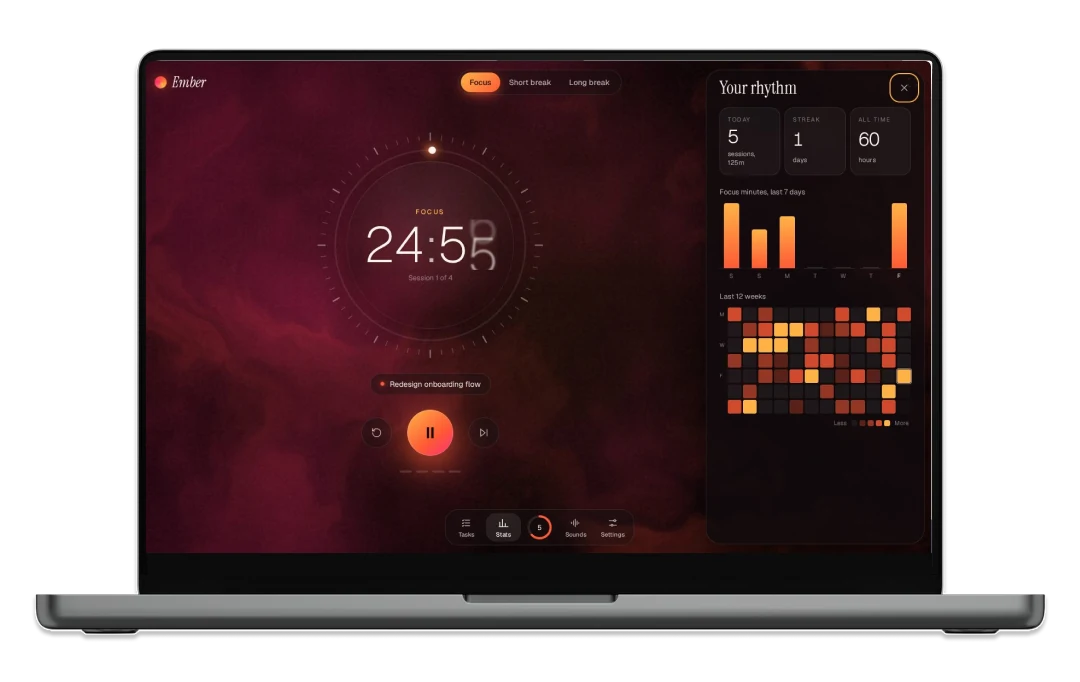 Ember
Focus Short break Long break
Your rhythm
TODAY STREAK ALL TIME
5 1 60
sessions, 125m days hours
FOCUS
24:5
Session 1 of 4
Focus minutes, last 7 days
S S M T W T F
Last 12 weeks
M
W
F
Less More
Redesign onboarding flow
5
Tasks Stats Sounds Settings